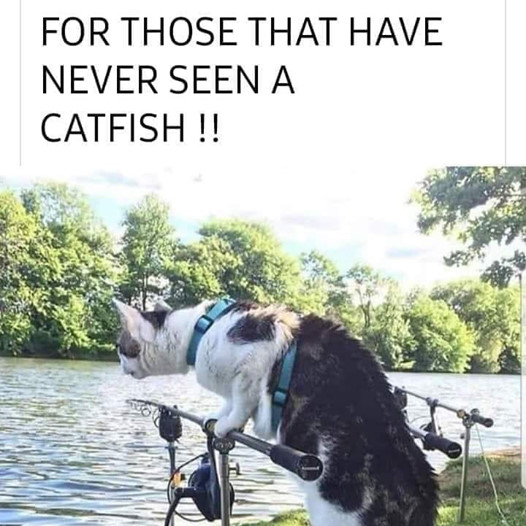 FOR THOSE THAT HAVE
NEVER SEEN A
CATFISH !!